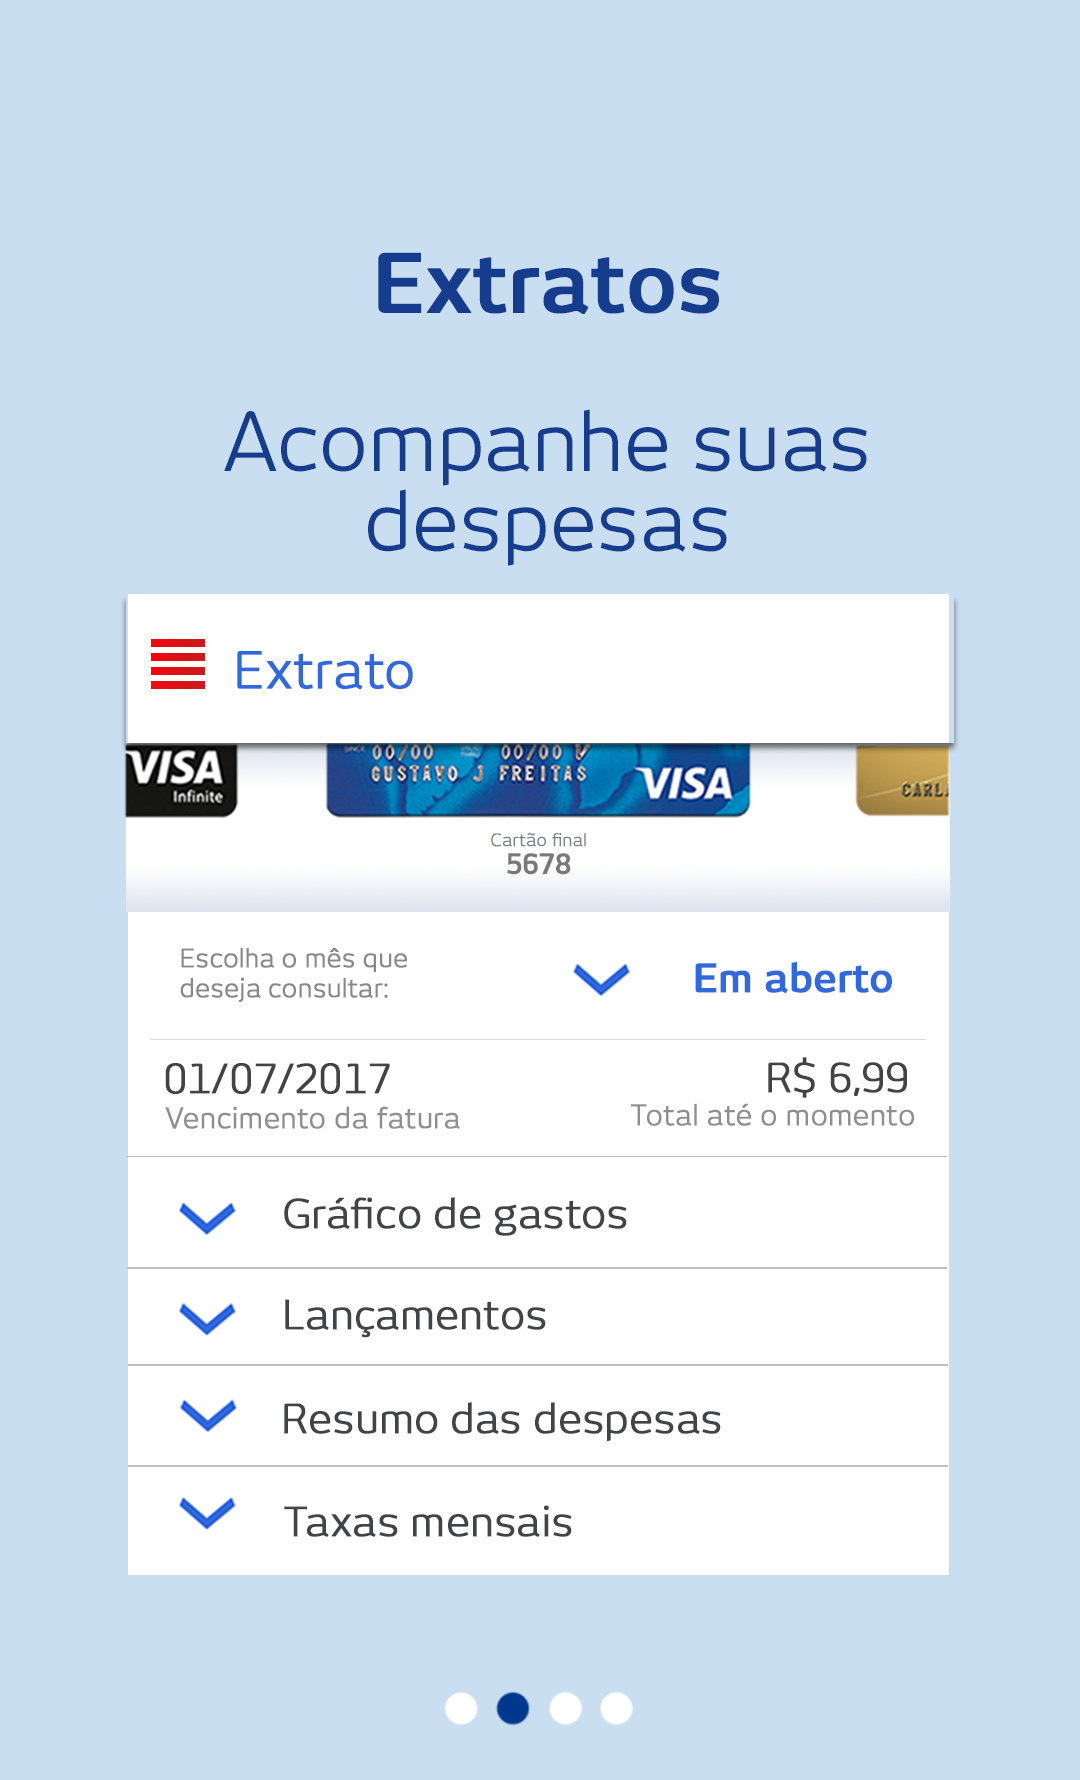 Extratos
Acompanhe suas
despesas
Extrato
VISA
Infinite
SINCE 00/00 00/00 V
GUSTAVO J FREITAS
VISA
CARL
Cartão final
5678
Escolha o mês que
deseja consultar:
Em aberto
01/07/2017
R$ 6,99
Vencimento da fatura
Total até o momento
Gráfico de gastos
Lançamentos
Resumo das despesas
Taxas mensais